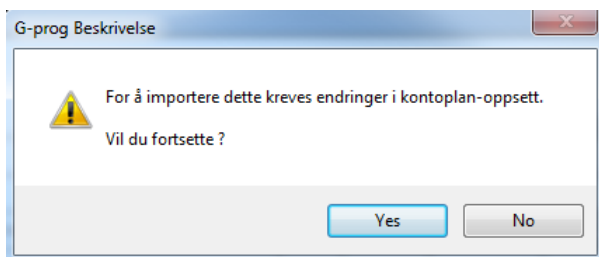 G-prog Beskrivelse
For å importere dette kreves endringer i kontoplan-oppsett.
Vil du fortsette ?
Yes
No